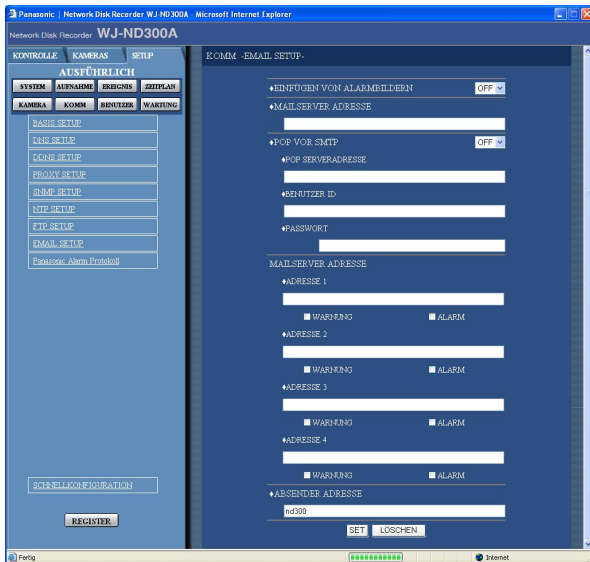 Panasonic | Network Disk Recorder WJ-ND300A - Microsoft Internet Explorer
Network Disk Recorder WJ-ND300A
KONTROLLE KAMERAS SETUP
AUSFÜHRLICH
SYSTEM AUFNAHME EREIGNIS ZEITPLAN
KAMERA KOMM BENUTZER WARTUNG
BASIS SETUP
DNS SETUP
DDNS SETUP
PROXY SETUP
SNMP SETUP
NTP SETUP
FTP SETUP
EMAIL SETUP
Panasonic Alarm Protokoll
SCHNELLKONFIGURATION
REGISTER
KOMM -EMAIL SETUP-
♦EINFÜGEN VON ALARMBILDERN OFF
♦MAILSERVER ADRESSE
♦POP VOR SMTP OFF
♦POP SERVERADRESSE
♦BENUTZER ID
♦PASSWORT
MAILSERVER ADRESSE
♦ADRESSE 1
WARNUNG ALARM
♦ADRESSE 2
WARNUNG ALARM
♦ADRESSE 3
WARNUNG ALARM
♦ADRESSE 4
WARNUNG ALARM
♦ABSENDER ADRESSE
nd300
SET LÖSCHEN
Fertig Internet